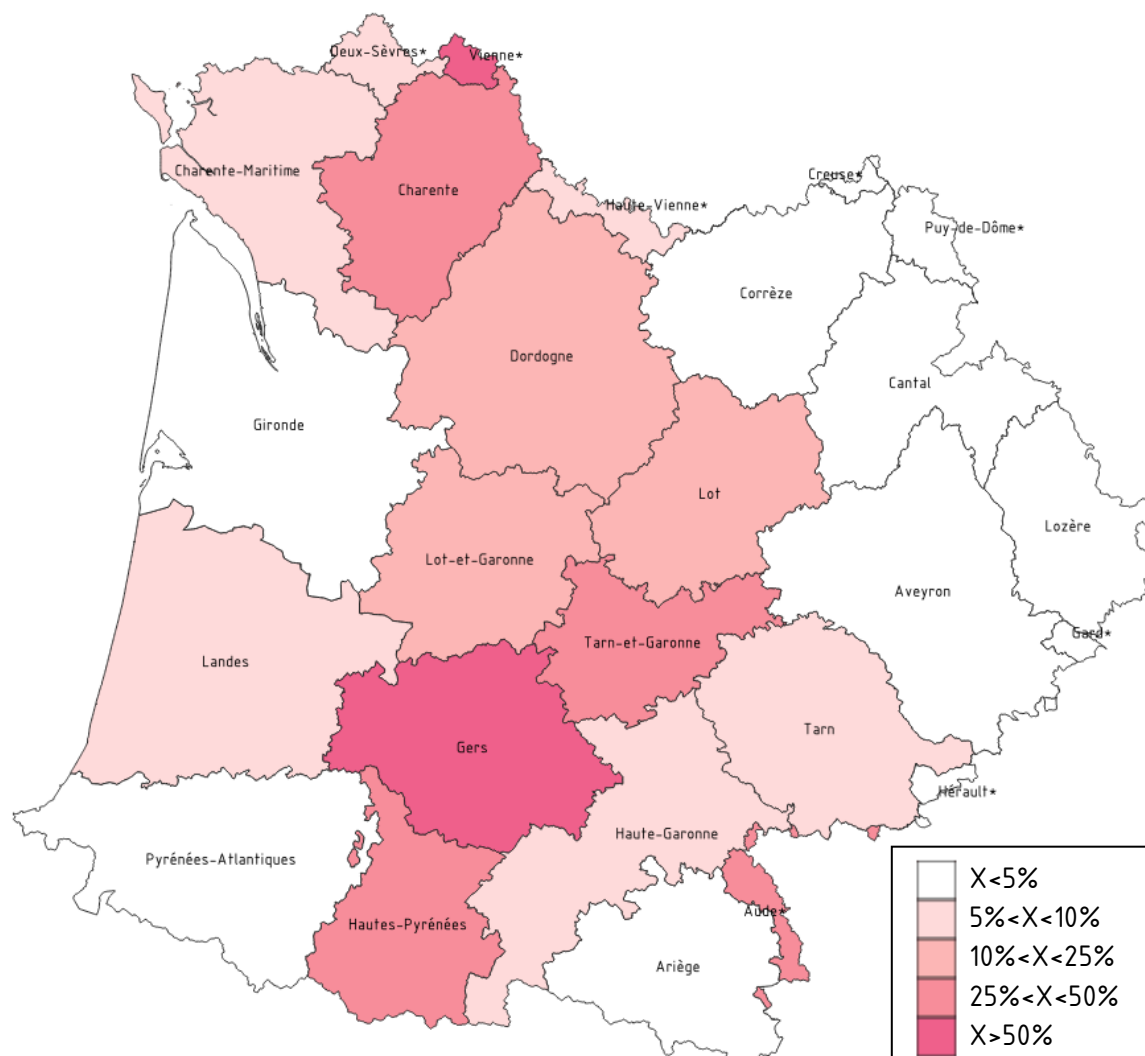 Deux-Sèvres*
Vienne*
Charente-Maritime
Charente
Creuse*
Haute-Vienne*
Puy-de-Dôme*
Corrèze
Dordogne
Cantal
Gironde
Lot
Lozère
Lot-et-Garonne
Aveyron
Gard*
Tarn-et-Garonne
Landes
Tarn
Gers
Hérault*
Haute-Garonne
Pyrénées-Atlantiques
Aude*
Hautes-Pyrénées
Ariège
X<5%
5%<X<10%
10%<X<25%
25%<X<50%
X>50%